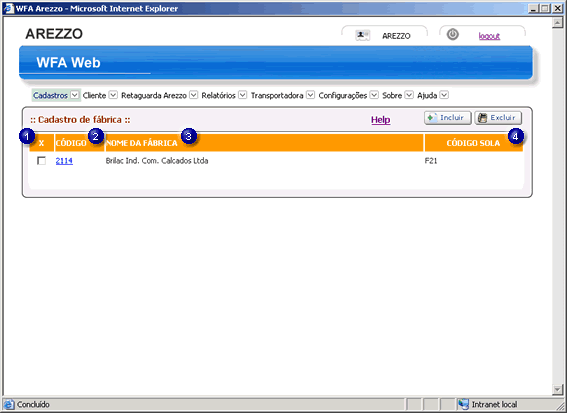 WFA Arezzo - Microsoft Internet Explorer
AREZZO
AREZZO
logout
WFA Web
Cadastros Cliente Retaguarda Arezzo Relatórios Transportadora Configurações Sobre Ajuda
:: Cadastro de fábrica ::
Help
Incluir
Excluir
1 X CÓDIGO 2 NOME DA FÁBRICA 3 CÓDIGO SOLA 4
2114 Brilac Ind. Com. Calcados Ltda F21
Concluído
Intranet local